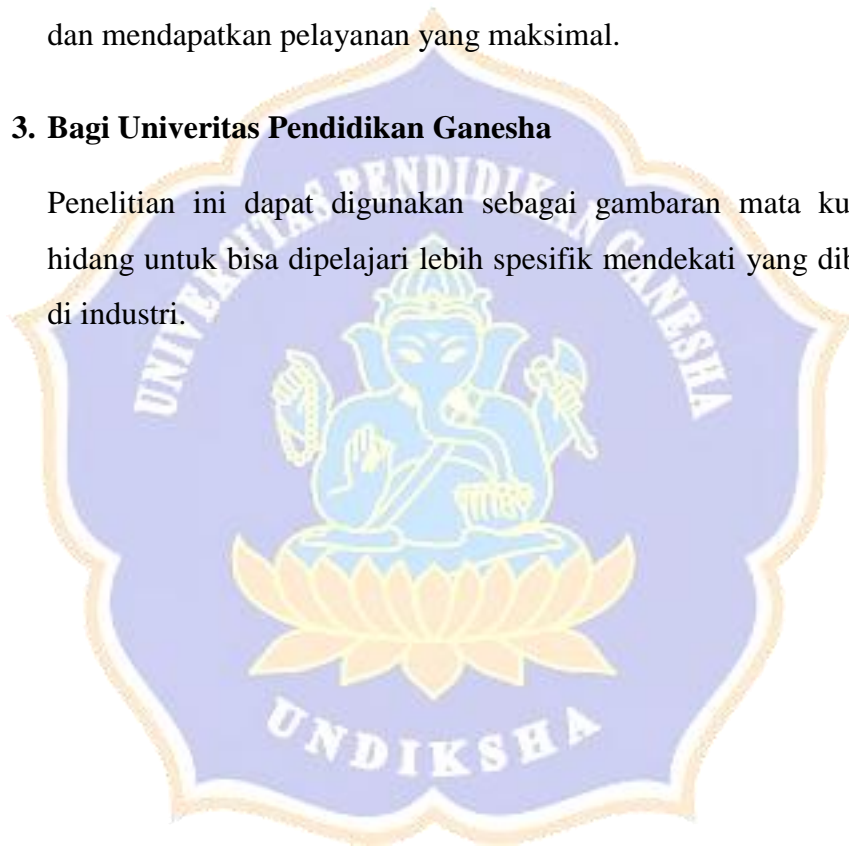 dan mendapatkan pelayanan yang maksimal.
3. Bagi Univeritas Pendidikan Ganesha
Penelitian ini dapat digunakan sebagai gambaran mata
hidang untuk bisa dipelajari lebih spesifik mendekati yang
di industri.
UNIVERSITAS PENDIDIKAN GANESHA
UNDIKSHA